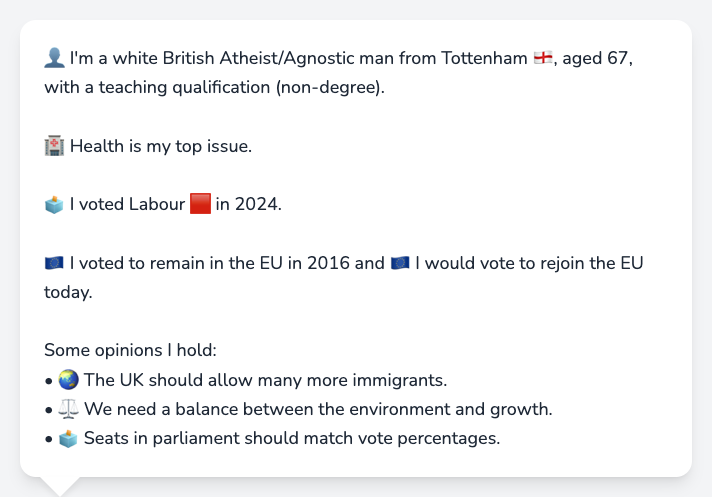 👤 I'm a white British Atheist/Agnostic man from Tottenham 🏴󠁧󠁢󠁥󠁮󠁧󠁿, aged 67,
with a teaching qualification (non-degree).
🏥 Health is my top issue.
🗳️ I voted Labour 🟥 in 2024.
🇪🇺 I voted to remain in the EU in 2016 and 🇪🇺 I would vote to rejoin the EU
today.
Some opinions I hold:
• 🌏 The UK should allow many more immigrants.
• ⚖️ We need a balance between the environment and growth.
• 🗳️ Seats in parliament should match vote percentages.